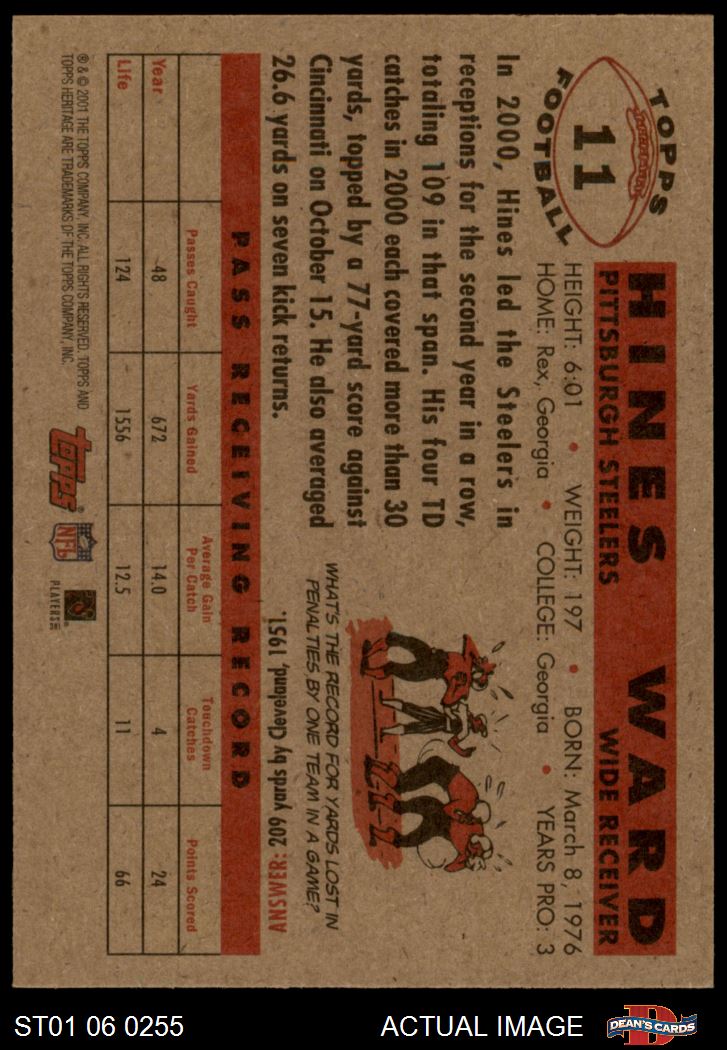 TOPPS
11
FOOTBALL
HINES WARD
PITTSBURGH STEELERS WIDE RECEIVER
HEIGHT: 6:01 • WEIGHT: 197 • BORN: March 8, 1976
HOME: Rex, Georgia • COLLEGE: Georgia • YEARS PRO: 3
In 2000, Hines led the Steelers in
receptions for the second year in a row,
totaling 109 in that span. His four TD
catches in 2000 each covered more than 30
yards, topped by a 77-yard score against
Cincinnati on October 15. He also averaged
26.6 yards on seven kick returns.
WHAT'S THE RECORD FOR YARDS LOST IN
PENALTIES, BY ONE TEAM IN A GAME?
ANSWER: 209 yards by Cleveland, 1951.
PASS RECEIVING RECORD
Passes Caught Yards Gained Average Gain Per Catch Touchdown Catches Points Scored
Year 48 672 14.0 4 24
Life 124 1556 12.5 11 66
® & © 2001 THE TOPPS COMPANY, INC. ALL RIGHTS RESERVED. TOPPS AND
TOPPS HERITAGE ARE TRADEMARKS OF THE TOPPS COMPANY, INC.
Topps®
NFL
PLAYERS INC
ST01 06 0255 ACTUAL IMAGE DEAN'S CARDS